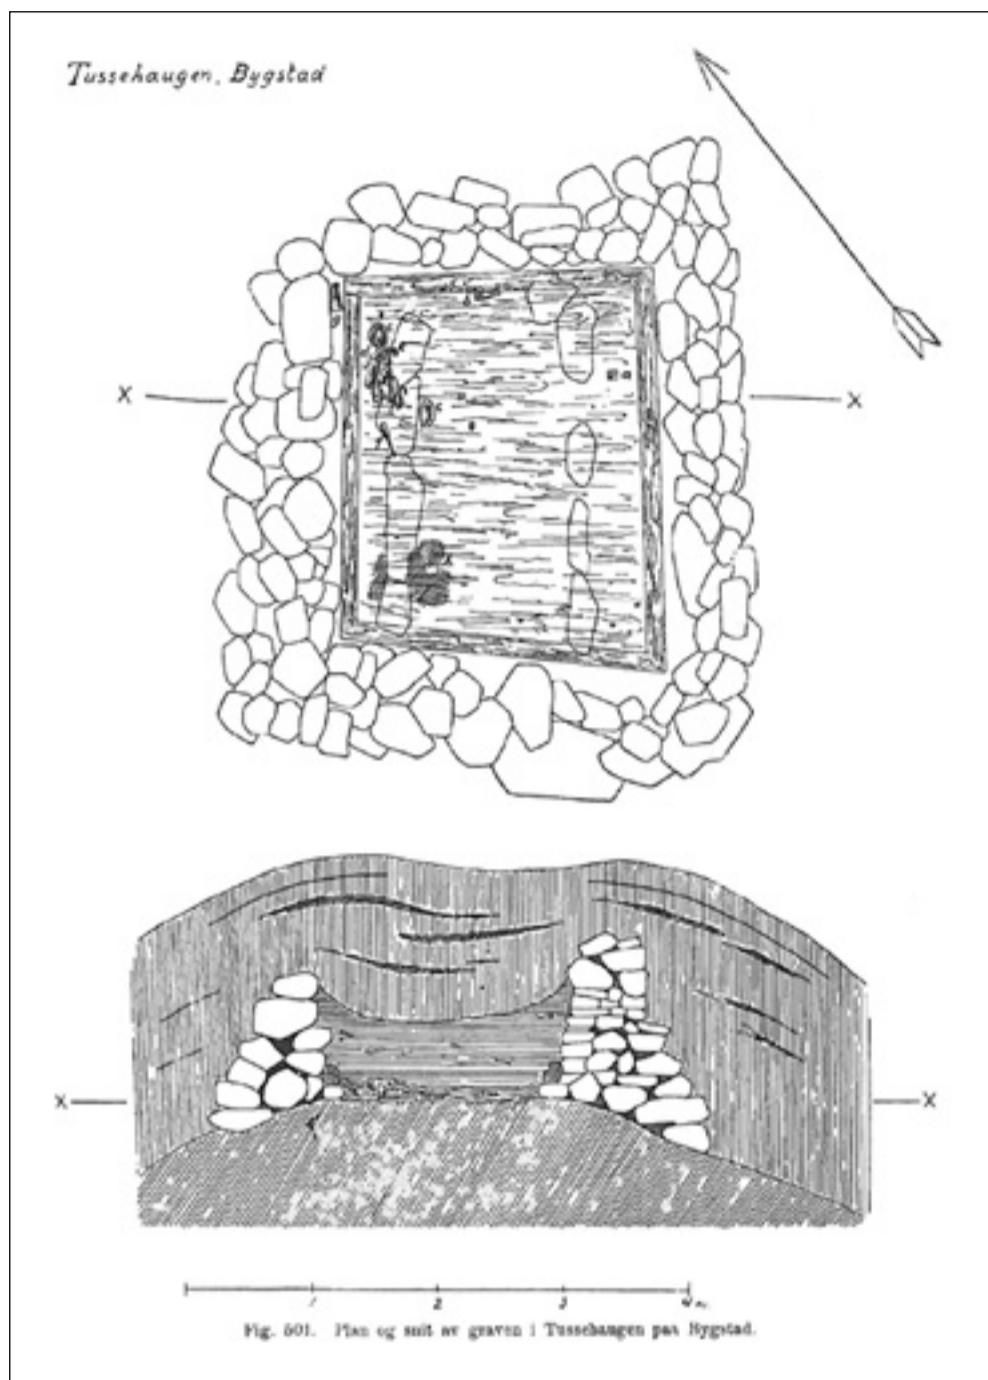 Tussehaugen, Bygstad
X X
X X
1 2 3 4 m.
Fig. 501. Plan og snit av graven i Tussehaugen paa Bygstad.